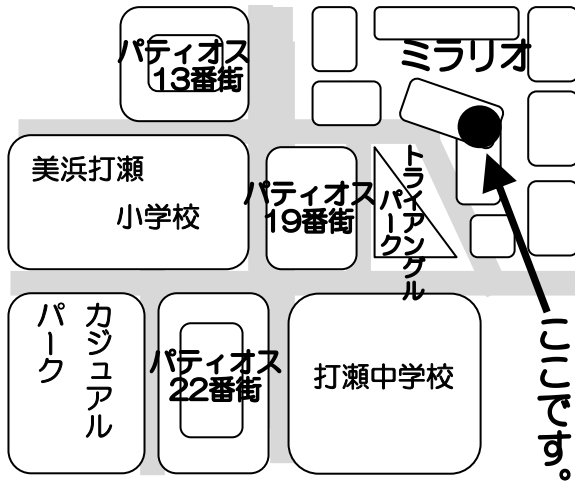 パティオス
13番街
ミラリオ
美浜打瀬
小学校
パティオス
19番街
トライアングル
パーク
カジュアル
パーク
パティオス
22番街
打瀬中学校
ここです。